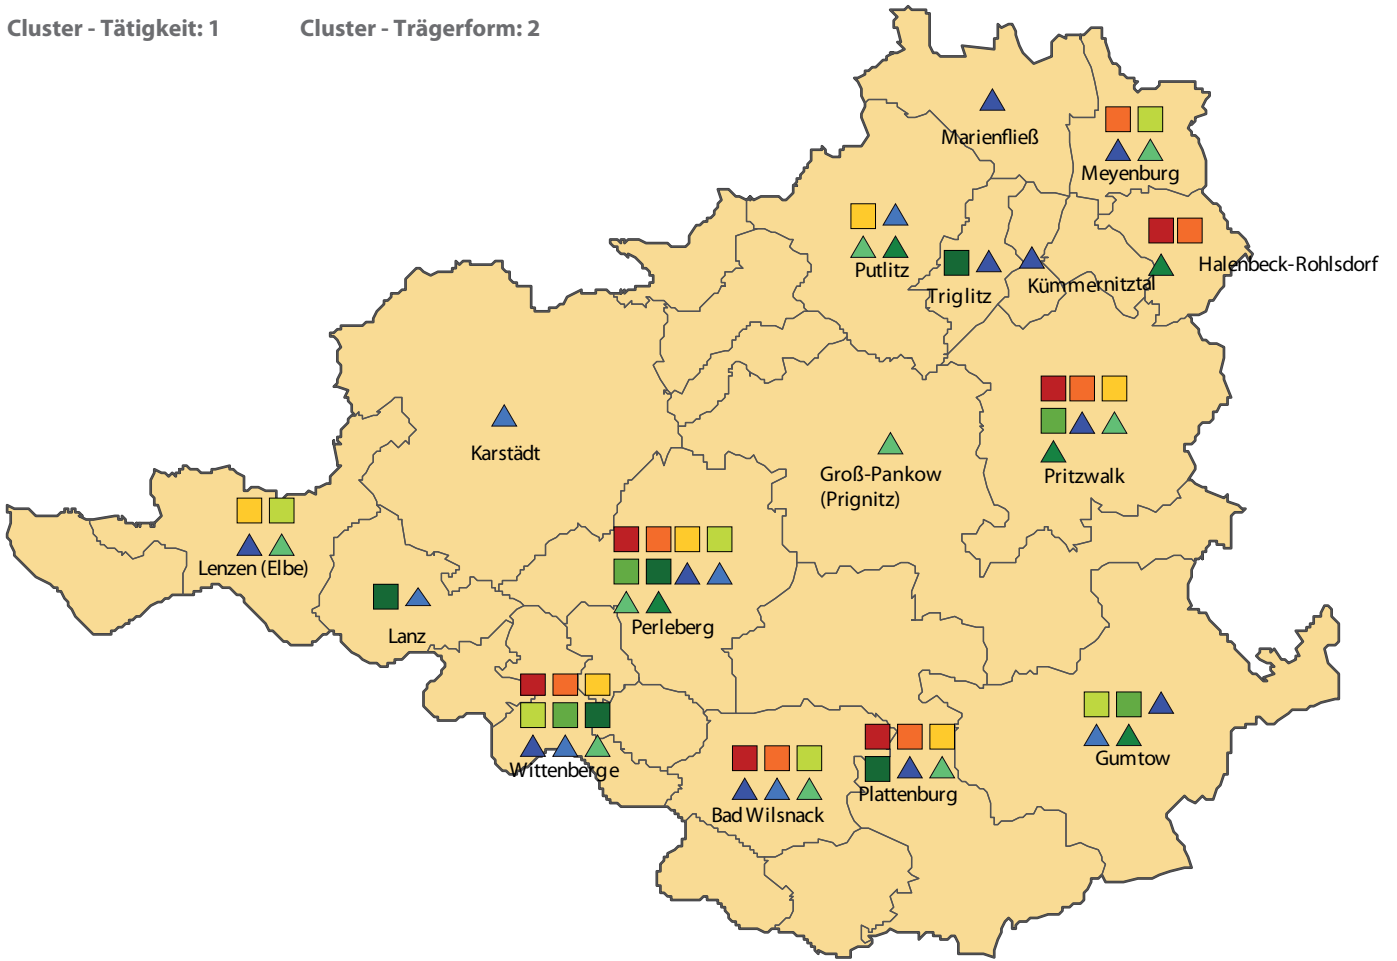 Cluster - Tätigkeit: 1
Cluster - Trägerform: 2
Marienfließ
Meyenburg
Putlitz
Halenbeck-Rohlsdorf
Triglitz
Kümmernitztal
Karstädt
Groß-Pankow
(Prignitz)
Pritzwalk
Lenzen (Elbe)
Lanz
Perleberg
Wittenberge
Bad Wilsnack
Plattenburg
Gumtow